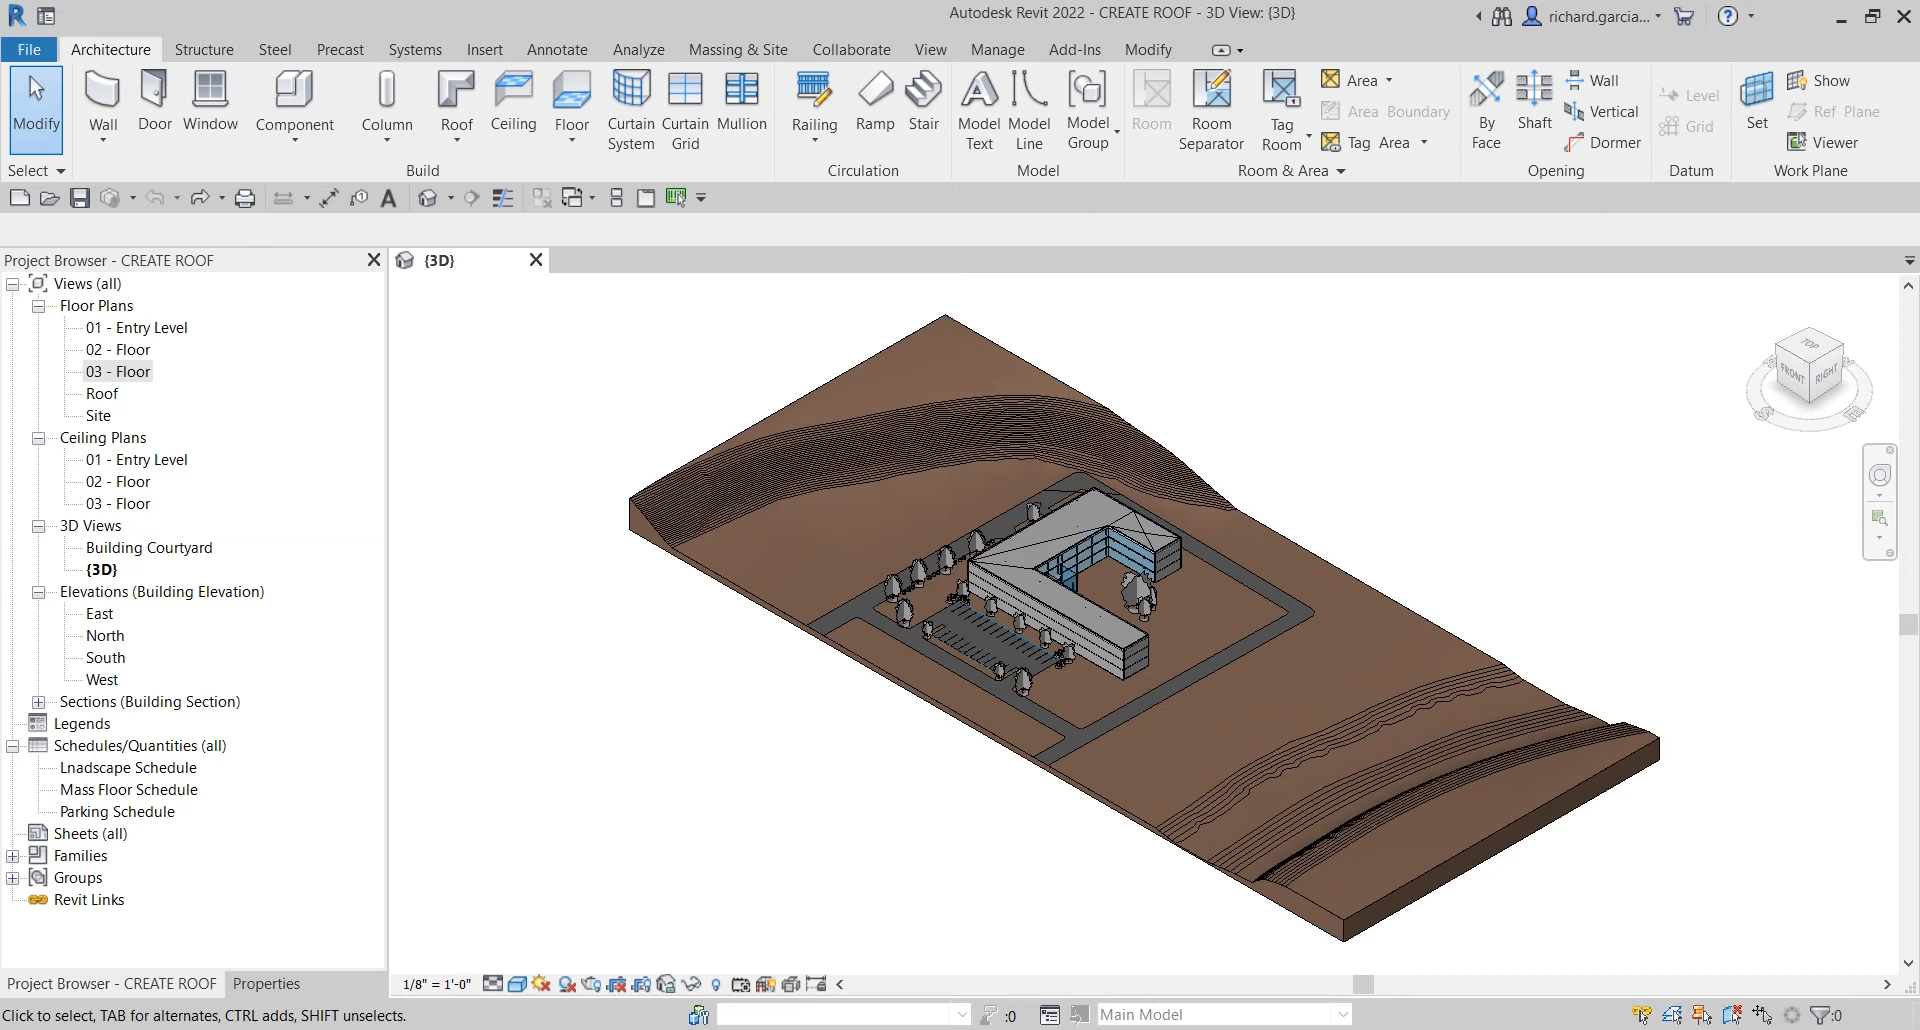 Autodesk Revit 2022 - CREATE ROOF - 3D View: {3D}
richard.garcia...
File Architecture Structure Steel Precast Systems Insert Annotate Analyze Massing & Site Collaborate View Manage Add-Ins Modify
Modify
Wall
Door
Window
Component
Column
Roof
Ceiling
Floor
Curtain System
Curtain Grid
Mullion
Railing
Ramp
Stair
Model Text
Model Line
Model Group
Room
Room Separator
Tag Room
Area
Area Boundary
Tag Area
By Face
Shaft
Wall
Vertical
Dormer
Level
Grid
Set
Show
Ref Plane
Viewer
Select Build Circulation Model Room & Area Opening Datum Work Plane
Project Browser - CREATE ROOF
{3D}
Views (all)
Floor Plans
01 - Entry Level
02 - Floor
03 - Floor
Roof
Site
Ceiling Plans
01 - Entry Level
02 - Floor
03 - Floor
3D Views
Building Courtyard
{3D}
Elevations (Building Elevation)
East
North
South
West
Sections (Building Section)
Legends
Schedules/Quantities (all)
Lnadscape Schedule
Mass Floor Schedule
Parking Schedule
Sheets (all)
Families
Groups
Revit Links
TOP
FRONT
RIGHT
Project Browser - CREATE ROOF Properties
1/8" = 1'-0"
Click to select, TAB for alternates, CTRL adds, SHIFT unselects.
:0
Main Model
:0